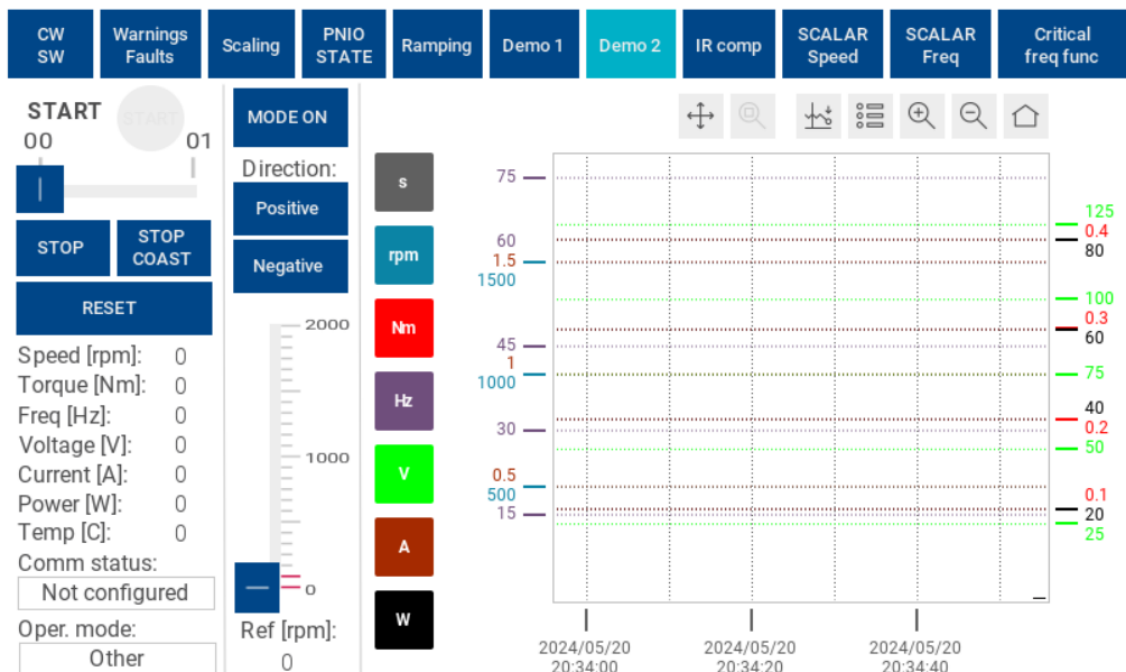 CW
SW
Warnings
Faults
Scaling
PNIO
STATE
Ramping
Demo 1
Demo 2
IR comp
SCALAR
Speed
SCALAR
Freq
Critical
freq func
START
START
00
01
STOP
STOP
COAST
RESET
Speed [rpm]: 0
Torque [Nm]: 0
Freq [Hz]: 0
Voltage [V]: 0
Current [A]: 0
Power [W]: 0
Temp [C]: 0
Comm status:
Not configured
Oper. mode:
Other
MODE ON
Direction:
Positive
Negative
2000
1000
0
Ref [rpm]:
0
s
rpm
Nm
Hz
V
A
W
75
60
1.5
1500
45
1
1000
30
0.5
500
15
125
0.4
80
100
0.3
60
75
40
0.2
50
0.1
20
25
2024/05/20
20:34:00
2024/05/20
20:34:20
2024/05/20
20:34:40